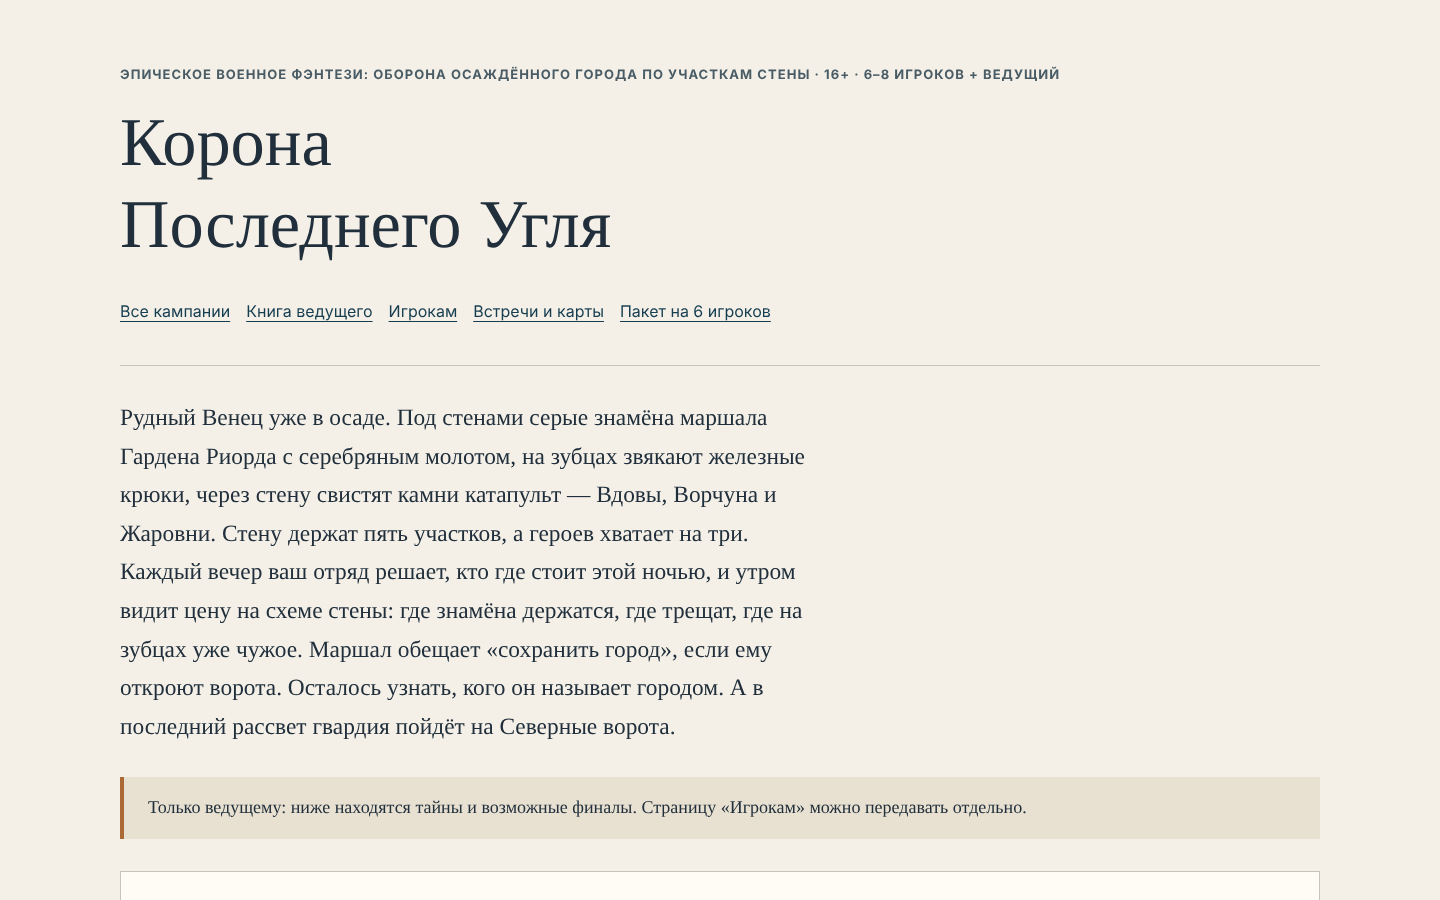 ЭПИЧЕСКОЕ ВОЕННОЕ ФЭНТЕЗИ: ОБОРОНА ОСАЖДЁННОГО ГОРОДА ПО УЧАСТКАМ СТЕНЫ · 16+ · 6–8 ИГРОКОВ + ВЕДУЩИЙ
Корона
Последнего Угля
Все кампании Книга ведущего Игрокам Встречи и карты Пакет на 6 игроков
Рудный Венец уже в осаде. Под стенами серые знамёна маршала
Гардена Риорда с серебряным молотом, на зубцах звякают железные
крюки, через стену свистят камни катапульт — Вдовы, Ворчуна и
Жаровни. Стену держат пять участков, а героев хватает на три.
Каждый вечер ваш отряд решает, кто где стоит этой ночью, и утром
видит цену на схеме стены: где знамёна держатся, где трещат, где на
зубцах уже чужое. Маршал обещает «сохранить город», если ему
откроют ворота. Осталось узнать, кого он называет городом. А в
последний рассвет гвардия пойдёт на Северные ворота.
Только ведущему: ниже находятся тайны и возможные финалы. Страницу «Игрокам» можно передавать отдельно.